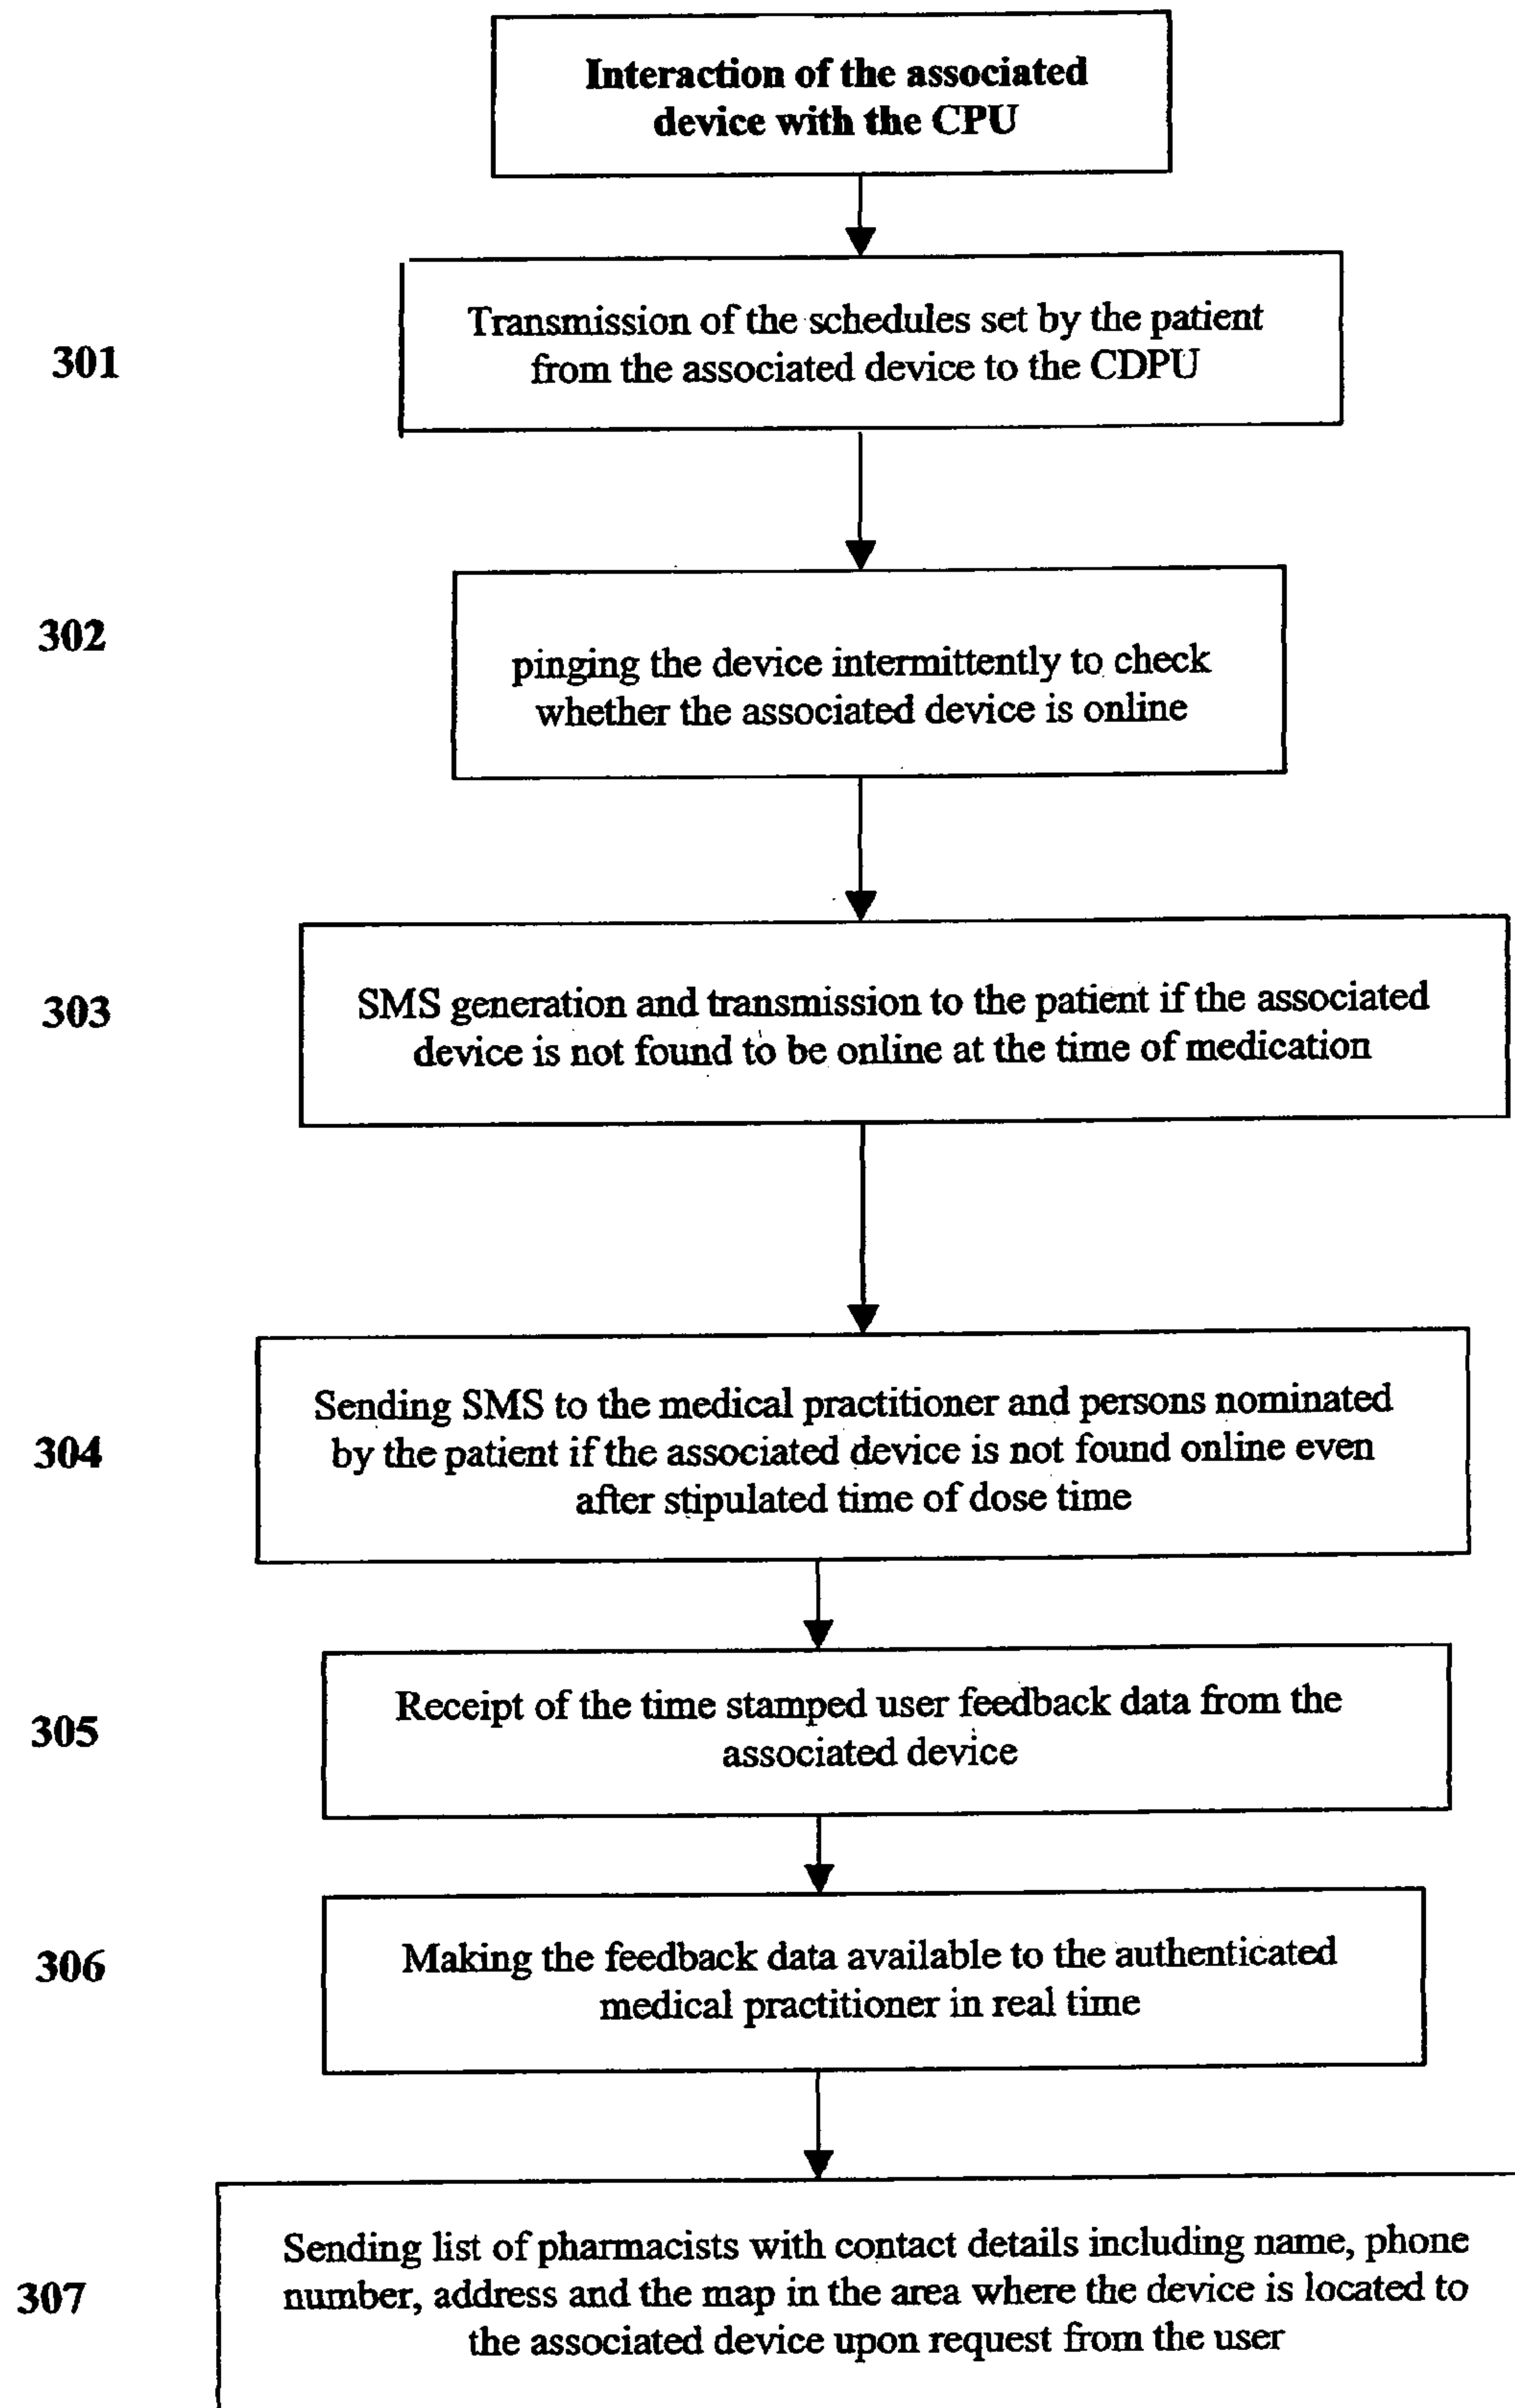 Interaction of the associated
device with the CPU
301
Transmission of the schedules set by the patient
from the associated device to the CDPU
302
pinging the device intermittently to check
whether the associated device is online
303
SMS generation and transmission to the patient if the associated
device is not found to be online at the time of medication
304
Sending SMS to the medical practitioner and persons nominated
by the patient if the associated device is not found online even
after stipulated time of dose time
305
Receipt of the time stamped user feedback data from the
associated device
306
Making the feedback data available to the authenticated
medical practitioner in real time
307
Sending list of pharmacists with contact details including name, phone
number, address and the map in the area where the device is located to
the associated device upon request from the user